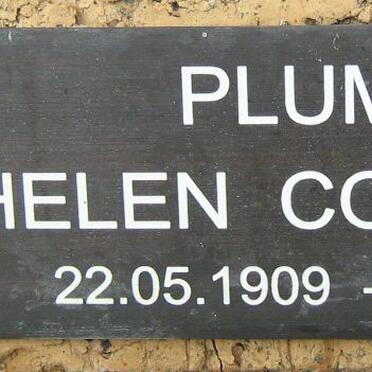 PLUM
HELEN CO
22.05.1909 -